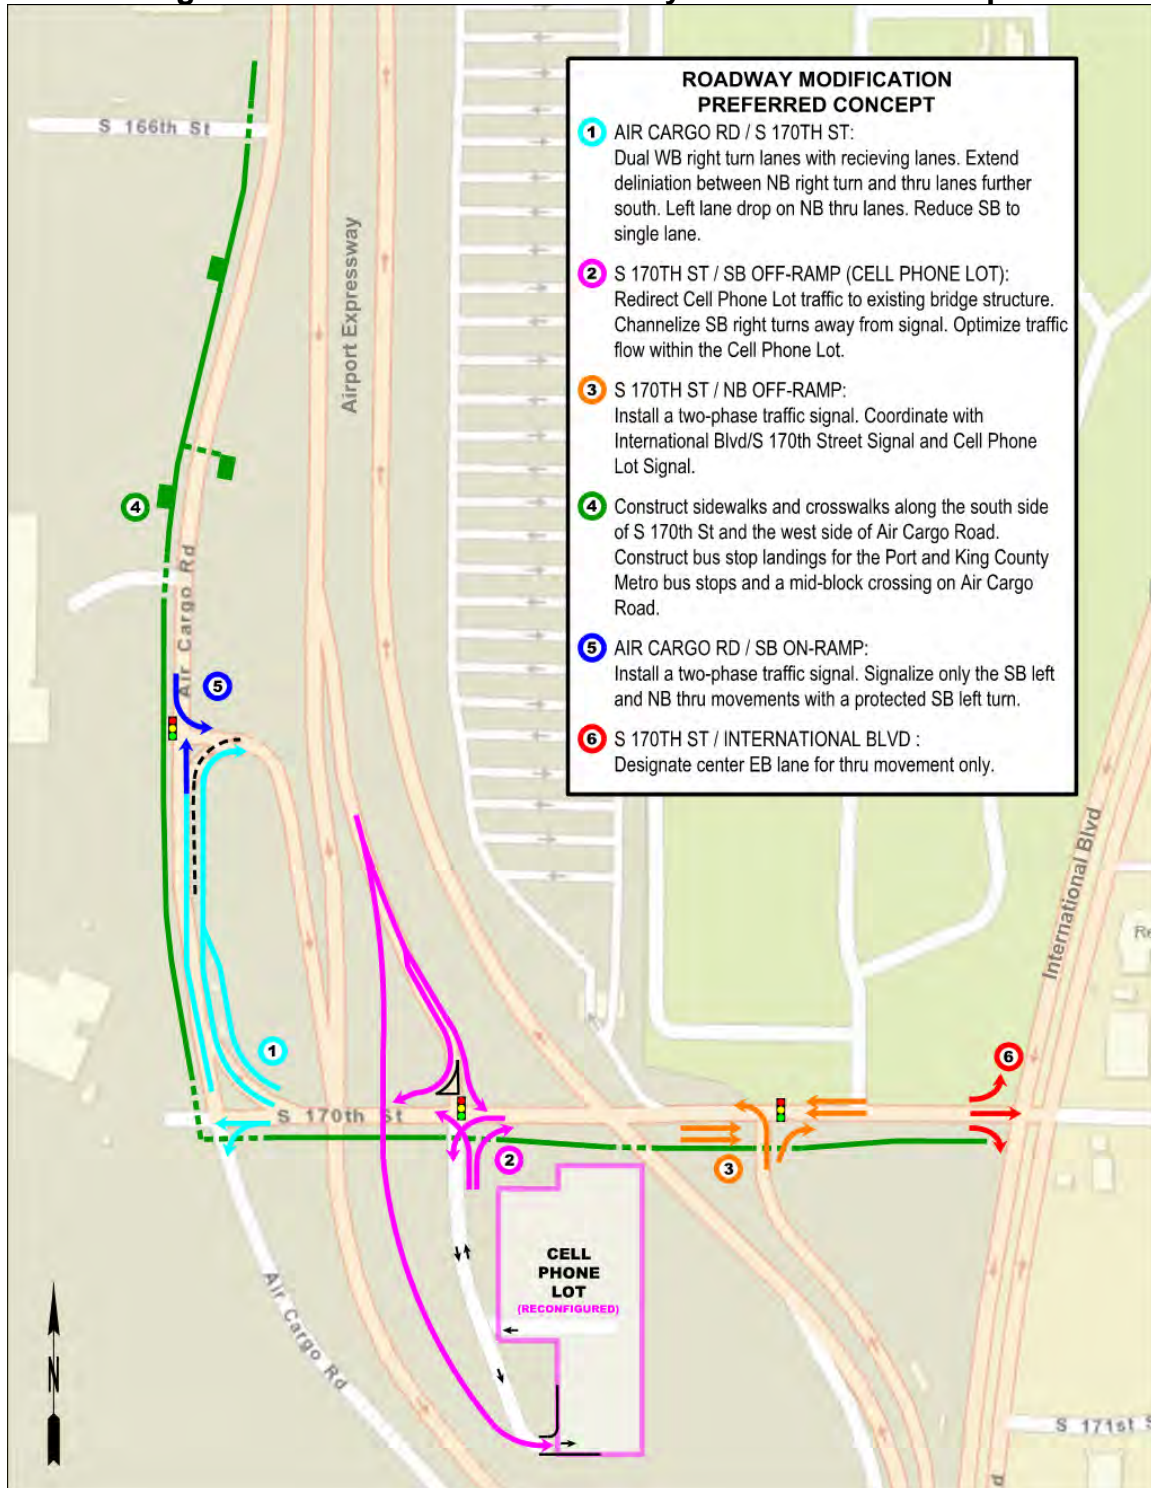 ROADWAY MODIFICATION
PREFERRED CONCEPT
1 AIR CARGO RD / S 170TH ST:
Dual WB right turn lanes with recieving lanes. Extend
deliniation between NB right turn and thru lanes further
south. Left lane drop on NB thru lanes. Reduce SB to
single lane.
2 S 170TH ST / SB OFF-RAMP (CELL PHONE LOT):
Redirect Cell Phone Lot traffic to existing bridge structure.
Channelize SB right turns away from signal. Optimize traffic
flow within the Cell Phone Lot.
3 S 170TH ST / NB OFF-RAMP:
Install a two-phase traffic signal. Coordinate with
International Blvd/S 170th Street Signal and Cell Phone
Lot Signal.
4 Construct sidewalks and crosswalks along the south side
of S 170th St and the west side of Air Cargo Road.
Construct bus stop landings for the Port and King County
Metro bus stops and a mid-block crossing on Air Cargo
Road.
5 AIR CARGO RD / SB ON-RAMP:
Install a two-phase traffic signal. Signalize only the SB left
and NB thru movements with a protected SB left turn.
6 S 170TH ST / INTERNATIONAL BLVD :
Designate center EB lane for thru movement only.
S 166th St
Airport Expressway
4
Air Cargo Rd
5
International Blvd
Re
1
6
S 170th St
2
3
CELL
PHONE
LOT
(RECONFIGURED)
Air Cargo Rd
N
S 171st S
d